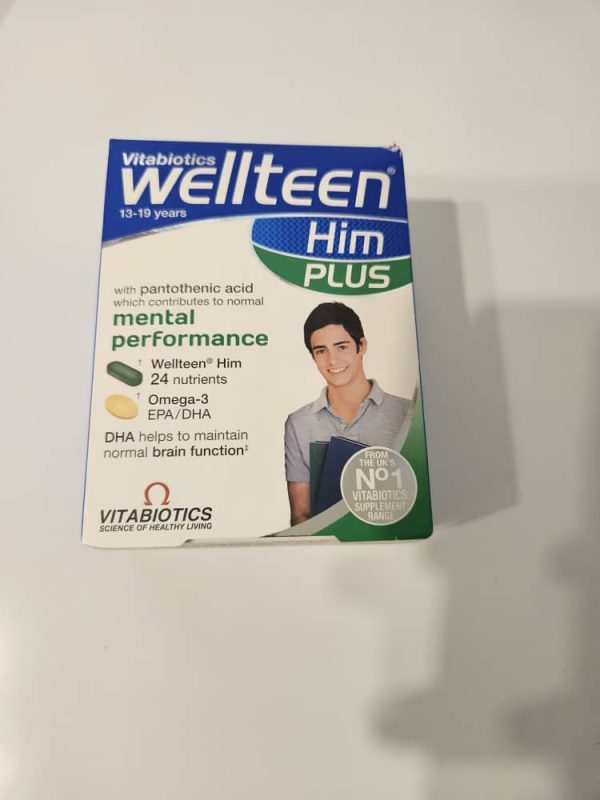 Vitabiotics
wellteen®
13-19 years
Him
PLUS
with pantothenic acid
which contributes to normal
mental
performance
† Wellteen® Him
24 nutrients
† Omega-3
EPA/DHA
DHA helps to maintain
normal brain function‡
FROM
THE UK'S
Nº1
VITABIOTICS
SUPPLEMENT
RANGE
VITABIOTICS
SCIENCE OF HEALTHY LIVING